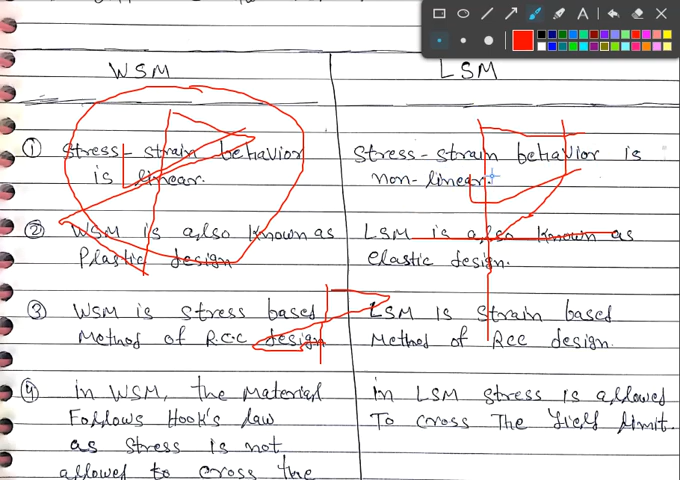 WSM
LSM
① Stress-strain behavior
is linear.
Stress-strain behavior is
non-linear.
② WSM is also known as
Plastic design
LSM is also known as
elastic design.
③ WSM is stress based
Method of R.C.C design
LSM is strain based
Method of RCC design.
④ in WSM, the Material
Follows Hook's law
as stress is not
allowed to cross the
in LSM stress is allowed
To cross The Yield limit.